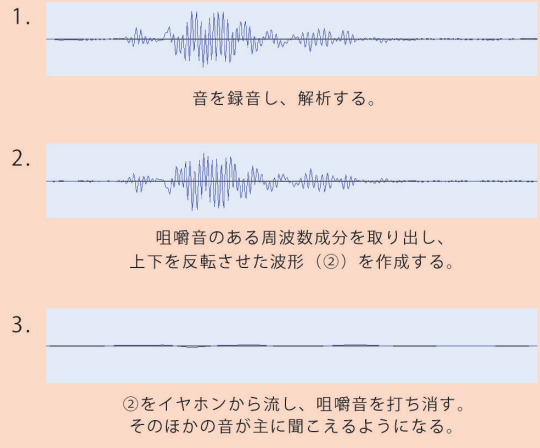 1.
音を録音し、解析する。
2.
咀嚼音のある周波数成分を取り出し、
上下を反転させた波形（②）を作成する。
3.
②をイヤホンから流し、咀嚼音を打ち消す。
そのほかの音が主に聞こえるようになる。